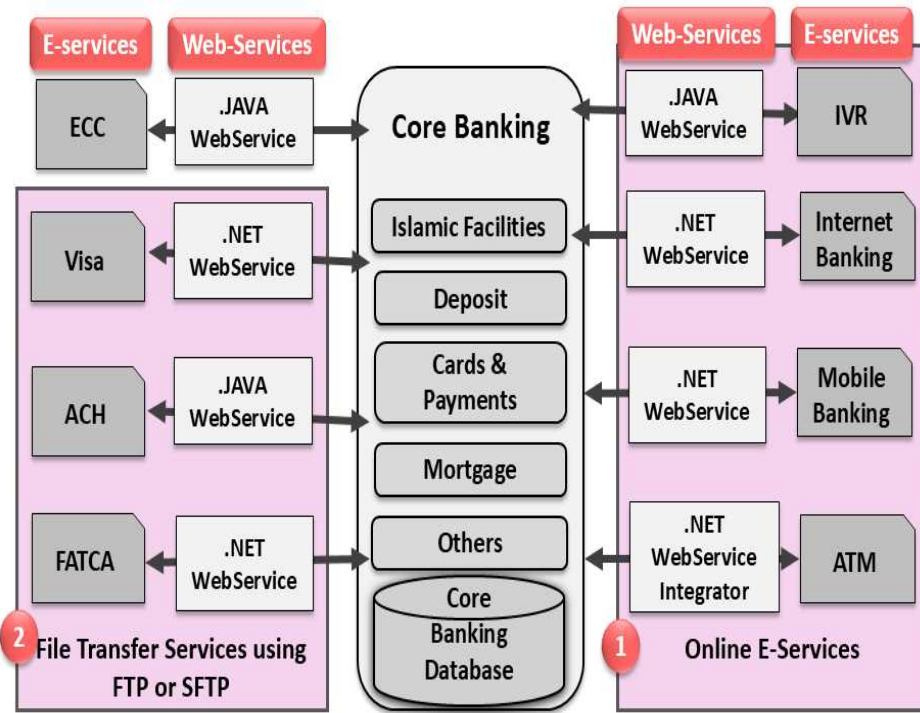 E-services
Web-Services
ECC
.JAVA
WebService
Visa
.NET
WebService
ACH
.JAVA
WebService
FATCA
.NET
WebService
2
File Transfer Services using
FTP or SFTP
Core Banking
Islamic Facilities
Deposit
Cards &
Payments
Mortgage
Others
Core
Banking
Database
Web-Services
E-services
.JAVA
WebService
IVR
.NET
WebService
Internet
Banking
.NET
WebService
Mobile
Banking
.NET
WebService
Integrator
ATM
1
Online E-Services